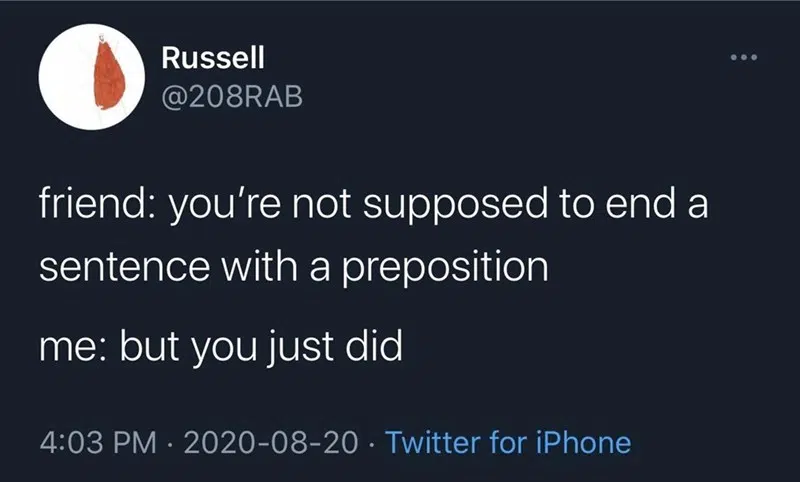 Russell
@208RAB
friend: you're not supposed to end a
sentence with a preposition
me: but you just did
4:03 PM · 2020-08-20 · Twitter for iPhone